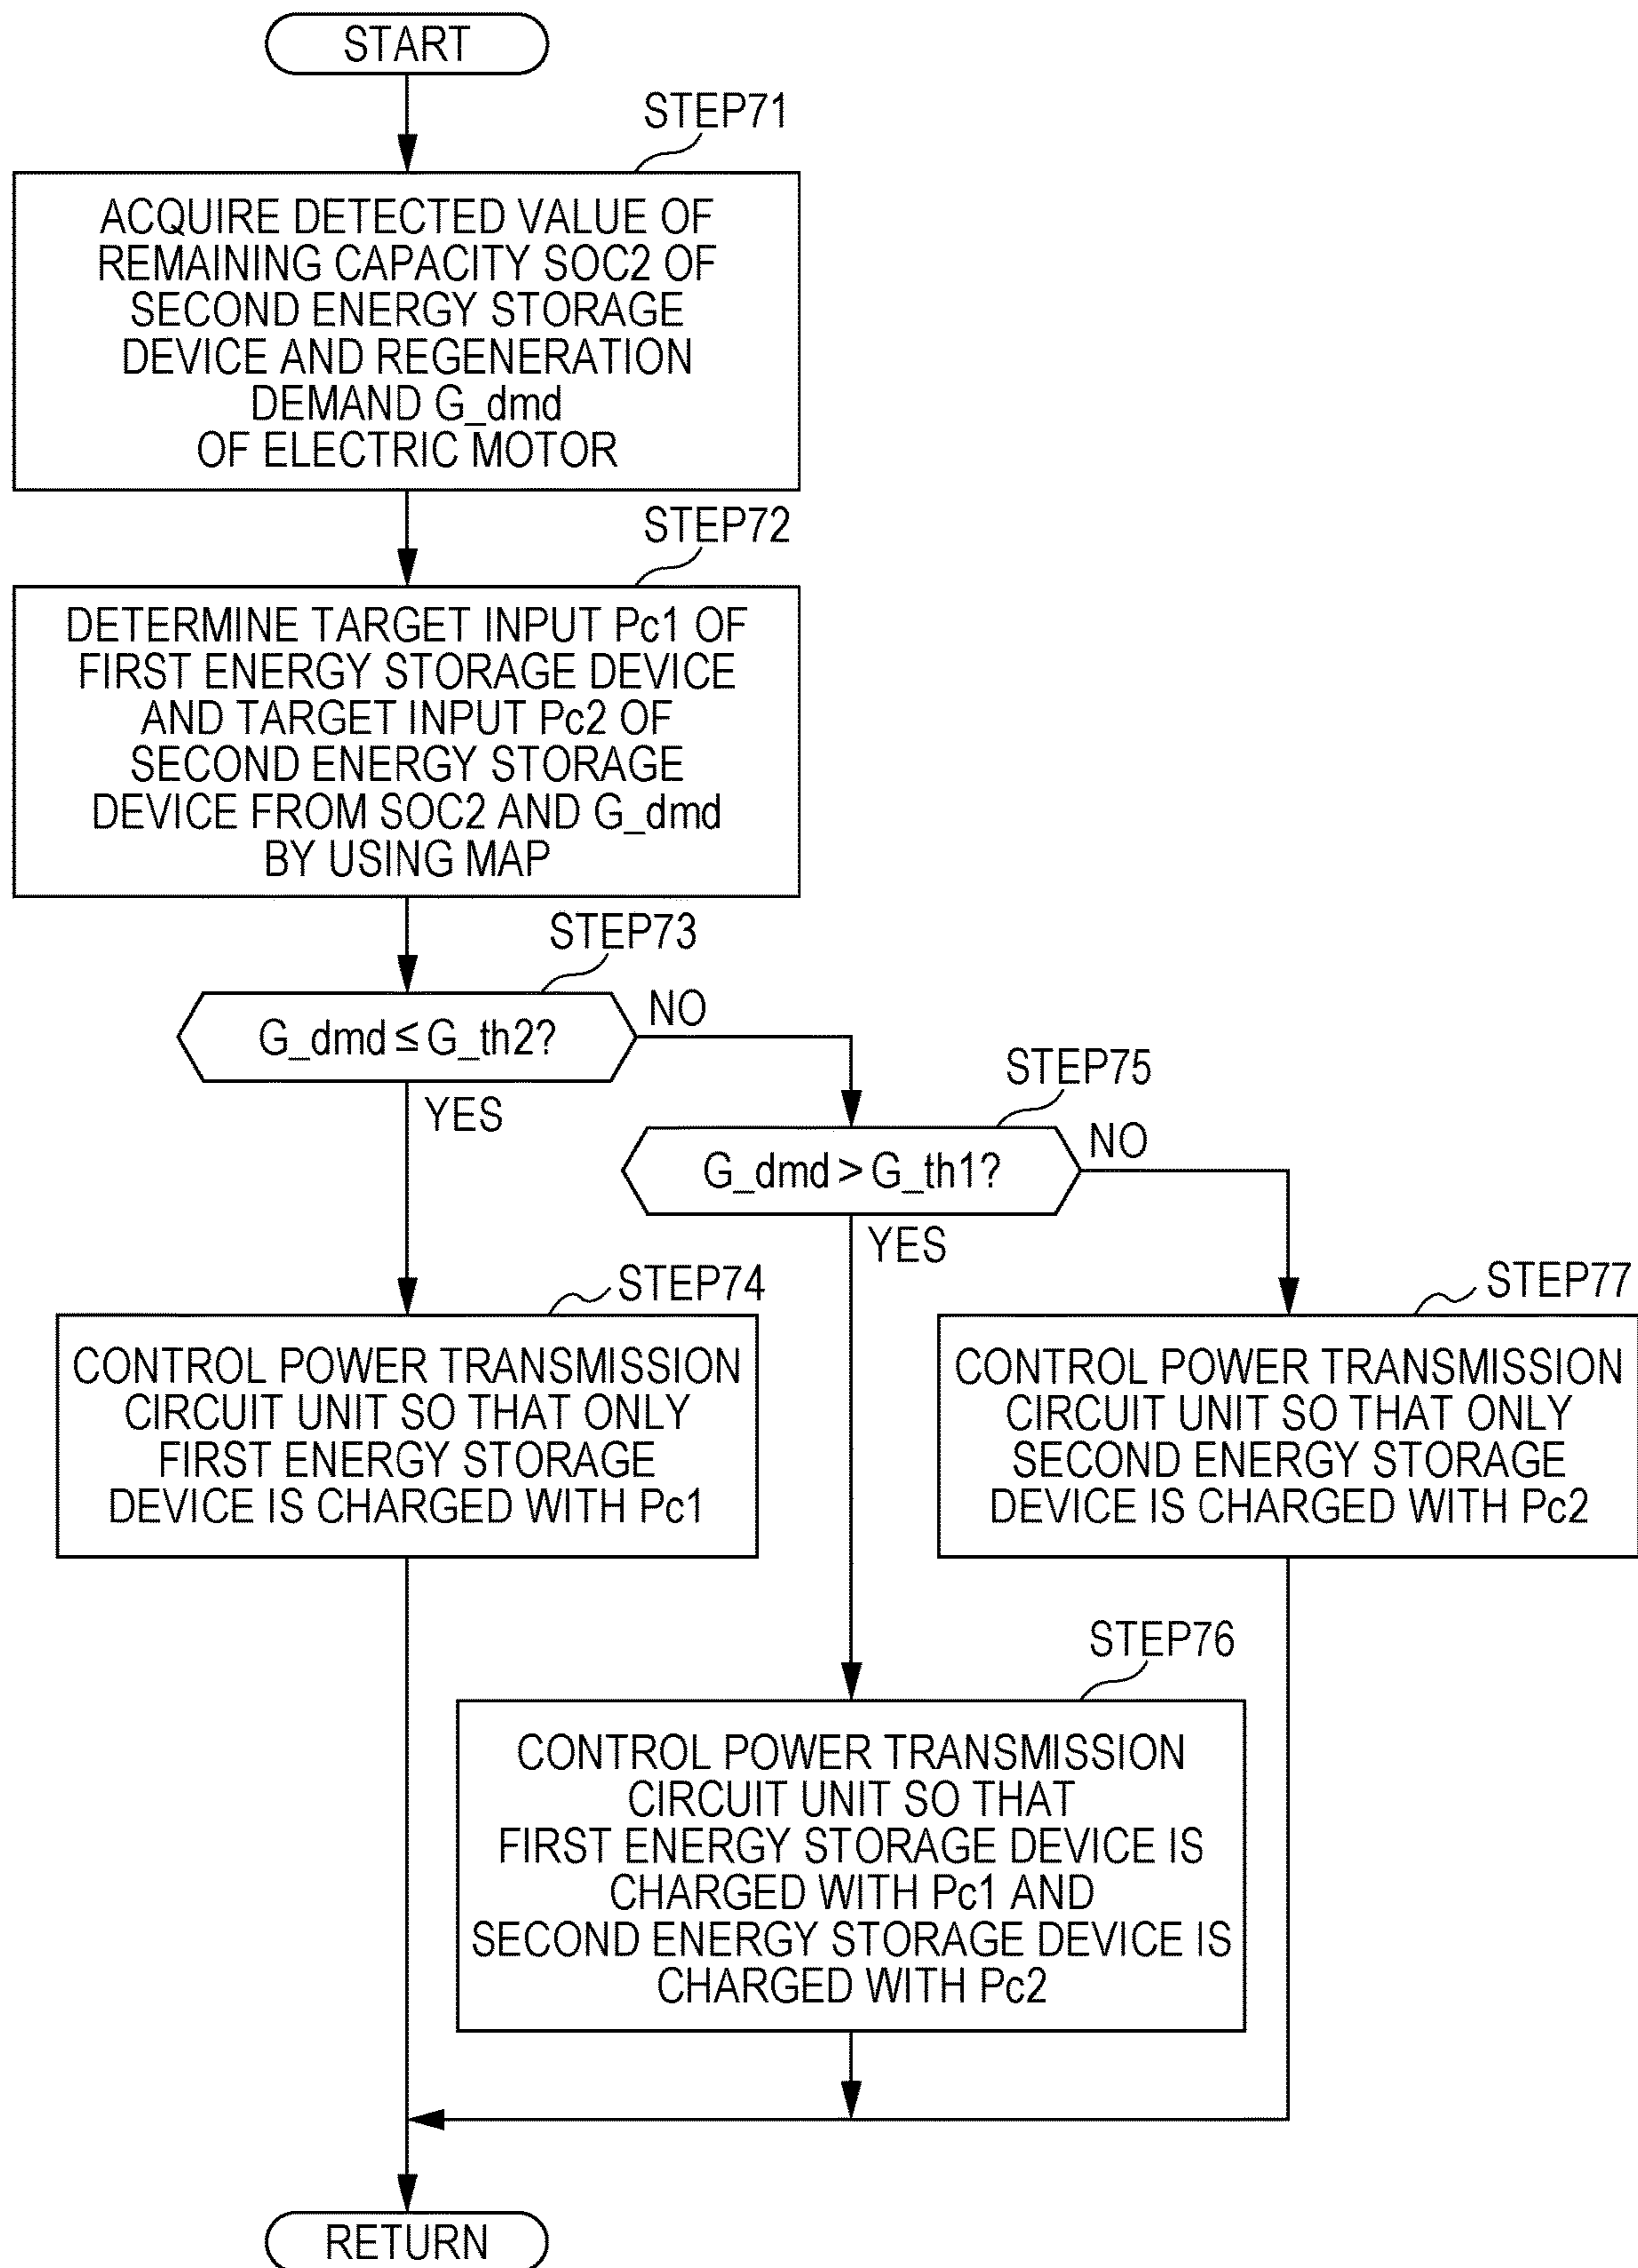 START
STEP71
ACQUIRE DETECTED VALUE OF
REMAINING CAPACITY SOC2 OF
SECOND ENERGY STORAGE
DEVICE AND REGENERATION
DEMAND G_dmd
OF ELECTRIC MOTOR
STEP72
DETERMINE TARGET INPUT Pc1 OF
FIRST ENERGY STORAGE DEVICE
AND TARGET INPUT Pc2 OF
SECOND ENERGY STORAGE
DEVICE FROM SOC2 AND G_dmd
BY USING MAP
STEP73
G_dmd ≤ G_th2?
NO
YES
STEP75
G_dmd > G_th1?
NO
YES
STEP74
CONTROL POWER TRANSMISSION
CIRCUIT UNIT SO THAT ONLY
FIRST ENERGY STORAGE
DEVICE IS CHARGED WITH Pc1
STEP77
CONTROL POWER TRANSMISSION
CIRCUIT UNIT SO THAT ONLY
SECOND ENERGY STORAGE
DEVICE IS CHARGED WITH Pc2
STEP76
CONTROL POWER TRANSMISSION
CIRCUIT UNIT SO THAT
FIRST ENERGY STORAGE DEVICE IS
CHARGED WITH Pc1 AND
SECOND ENERGY STORAGE DEVICE IS
CHARGED WITH Pc2
RETURN